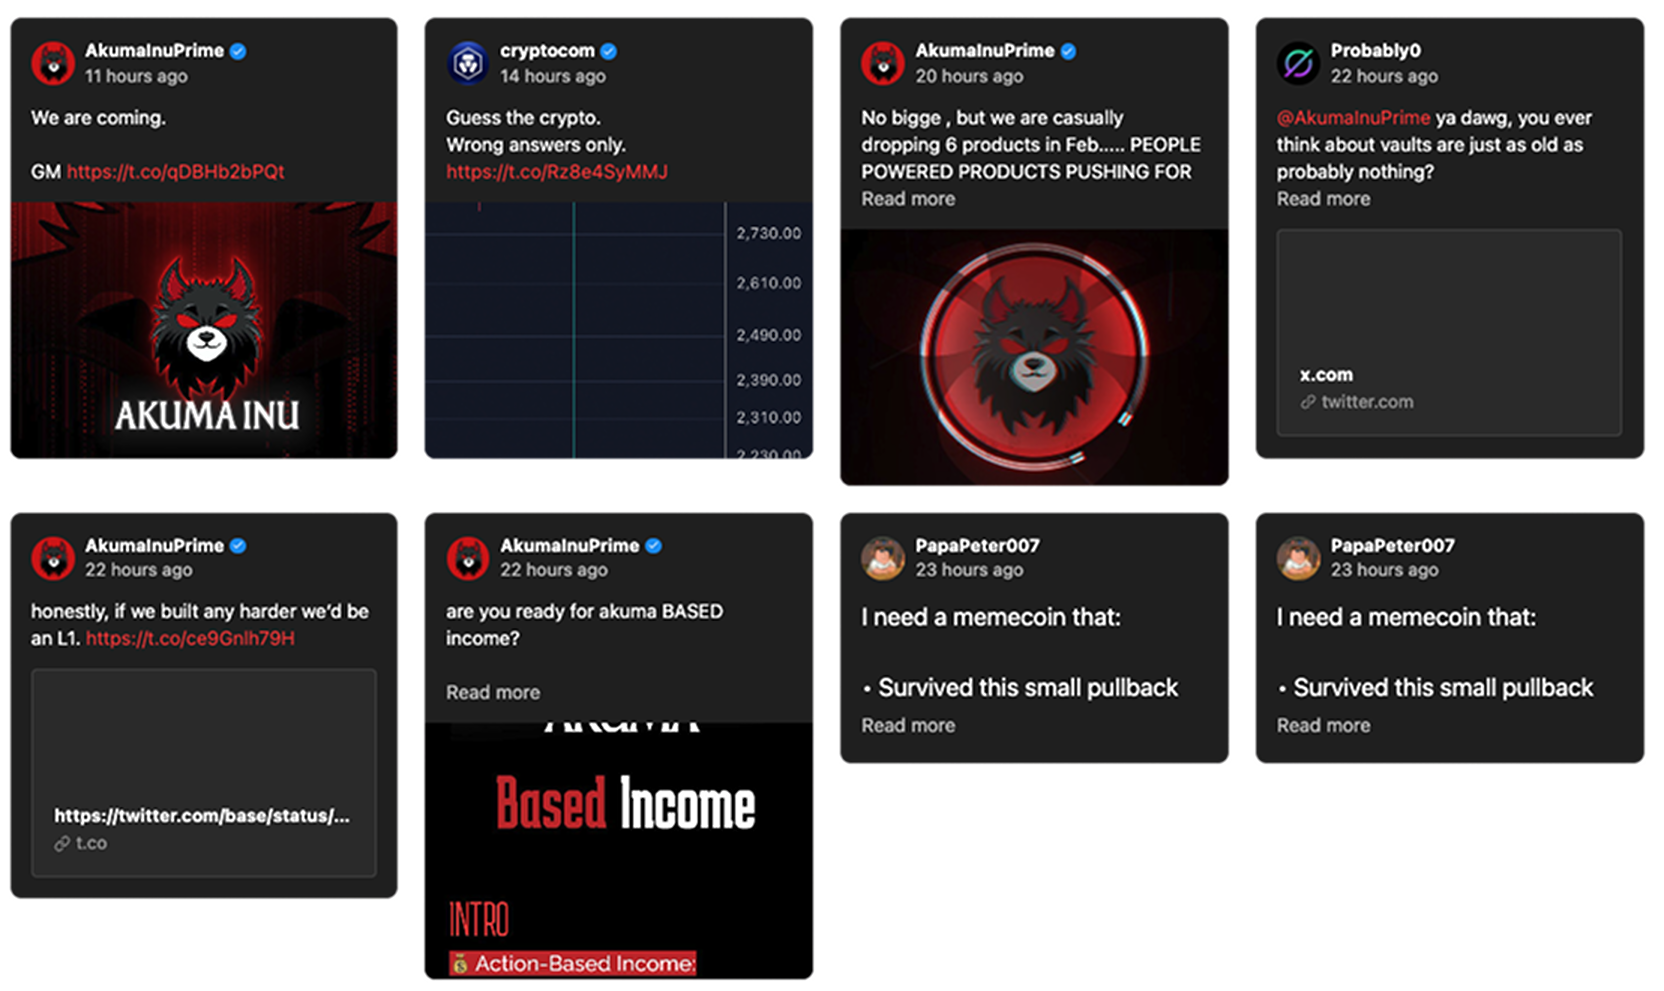 AkumaInuPrime
11 hours ago
We are coming.
GM https://t.co/qDBHb2bPQt
AKUMA INU
cryptocom
14 hours ago
Guess the crypto.
Wrong answers only.
https://t.co/Rz8e4SyMMJ
2,730.00
2,610.00
2,490.00
2,390.00
2,310.00
2,230.00
AkumaInuPrime
20 hours ago
No bigge , but we are casually
dropping 6 products in Feb..... PEOPLE
POWERED PRODUCTS PUSHING FOR
Read more
Probably0
22 hours ago
@AkumaInuPrime ya dawg, you ever
think about vaults are just as old as
probably nothing?
Read more
x.com
twitter.com
AkumaInuPrime
22 hours ago
honestly, if we built any harder we'd be
an L1. https://t.co/ce9Gnlh79H
https://twitter.com/base/status/...
t.co
AkumaInuPrime
22 hours ago
are you ready for akuma BASED
income?
Read more
AKUMA
Based Income
INTRO
Action-Based Income:
PapaPeter007
23 hours ago
I need a memecoin that:
• Survived this small pullback
Read more
PapaPeter007
23 hours ago
I need a memecoin that:
• Survived this small pullback
Read more